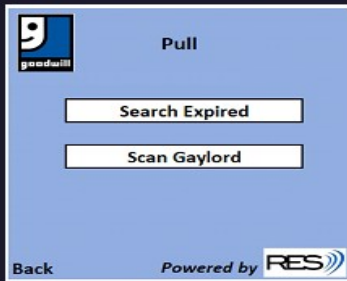 goodwill
Pull
Search Expired
Scan Gaylord
Back
Powered by RES